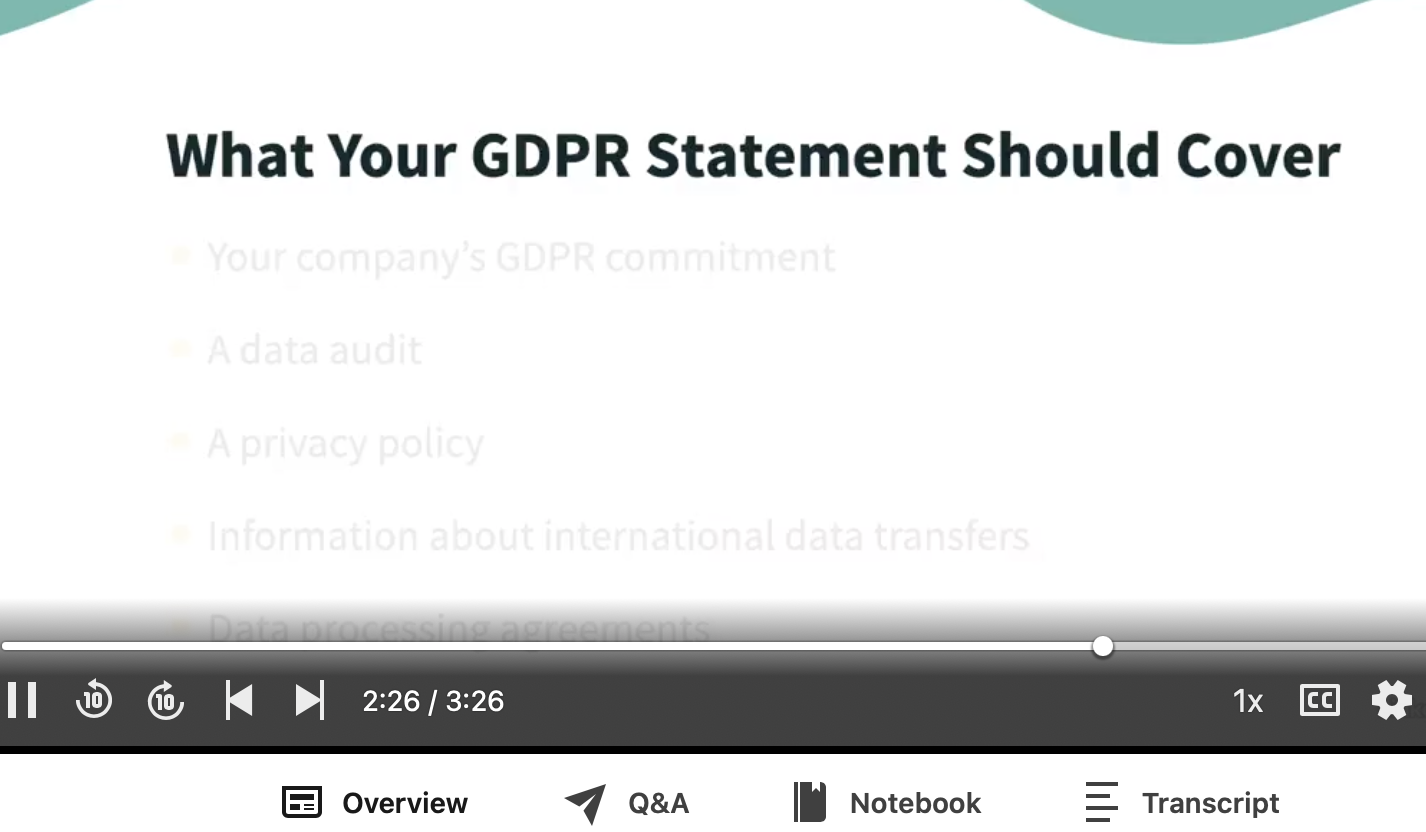 What Your GDPR Statement Should Cover
Your company’s GDPR commitment
A data audit
A privacy policy
Information about international data transfers
Data processing agreements
10 10 2:26 / 3:26 1x CC
Overview Q&A Notebook Transcript